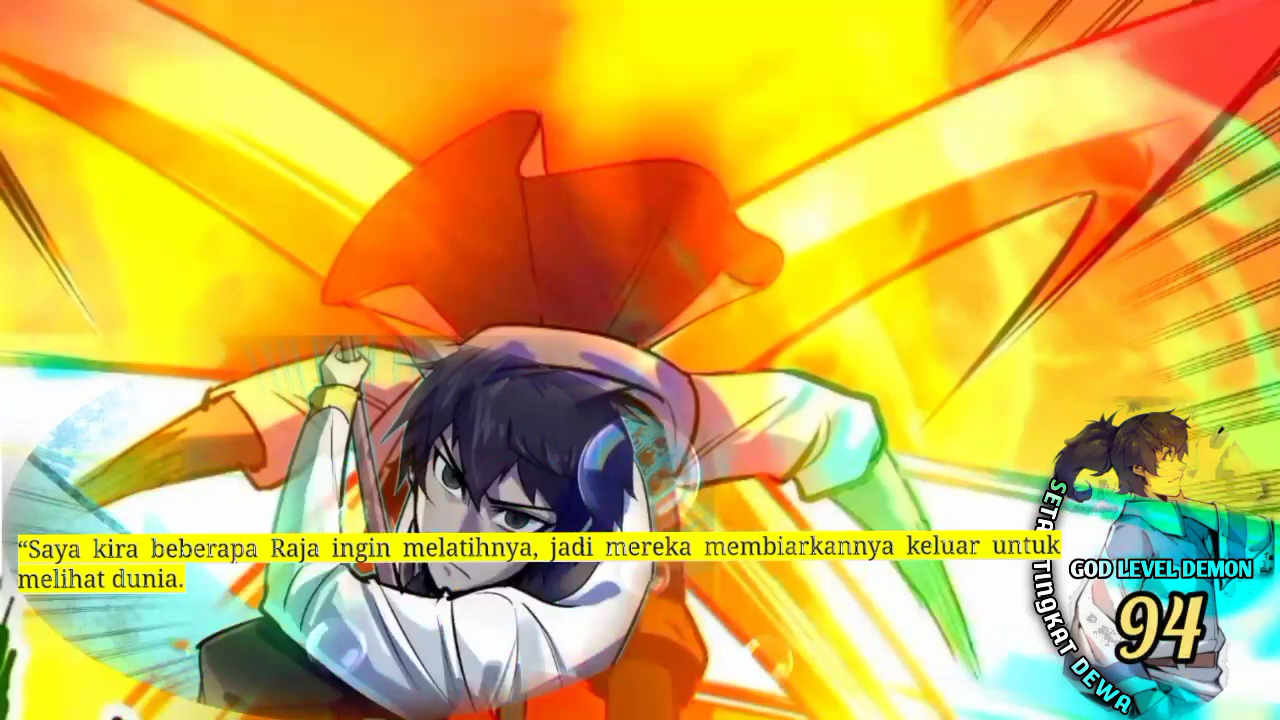 “Saya kira beberapa Raja ingin melatihnya, jadi mereka membiarkannya keluar untuk
melihat dunia.
SETAN TINGKAT DEWA
GOD LEVEL DEMON
94